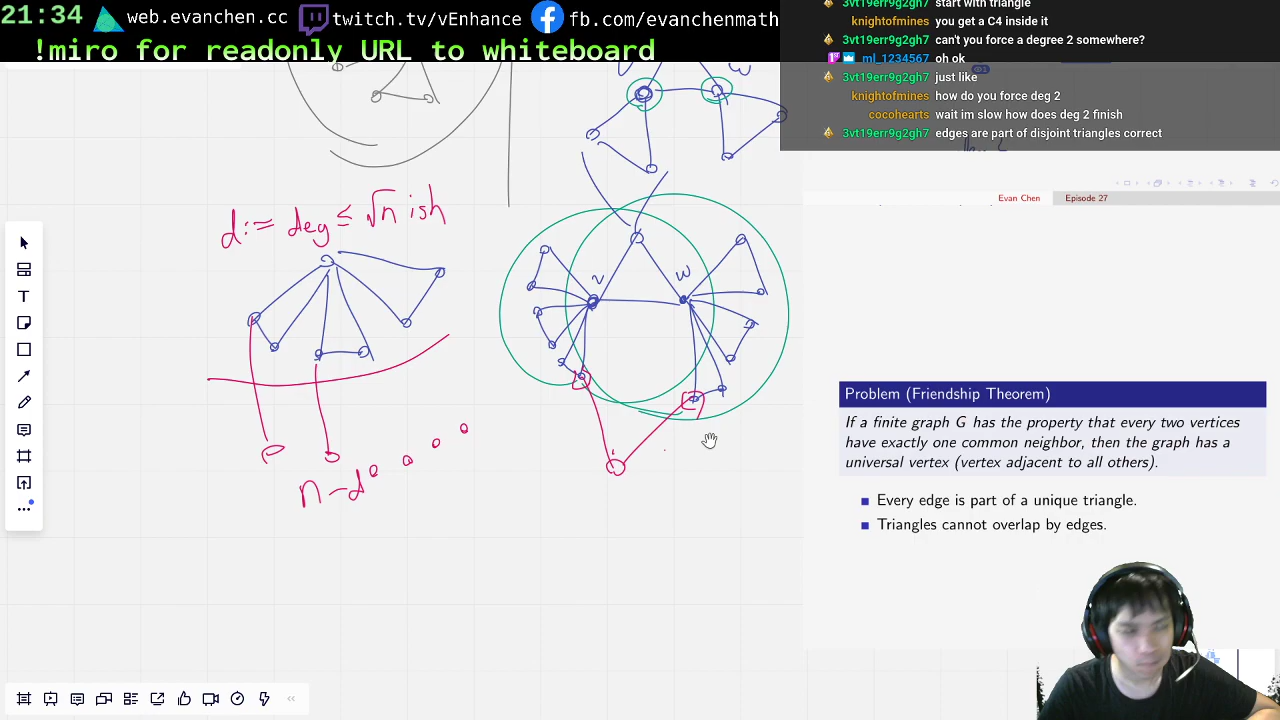 21:34 web.evanchen.cc twitch.tv/vEnhance fb.com/evanchenmath
!miro for readonly URL to whiteboard
3vt19err9g2gh7 start with triangle
knightofmines you get a C4 inside it
3vt19err9g2gh7 can't you force a degree 2 somewhere?
ml_1234567 oh ok
3vt19err9g2gh7 just like
knightofmines how do you force deg 2
cocohearts wait im slow how does deg 2 finish
3vt19err9g2gh7 edges are part of disjoint triangles correct
w
d := deg ≤ √n ish
v w
n-d
Evan Chen Episode 27
Problem (Friendship Theorem)
If a finite graph G has the property that every two vertices
have exactly one common neighbor, then the graph has a
universal vertex (vertex adjacent to all others).
Every edge is part of a unique triangle.
Triangles cannot overlap by edges.